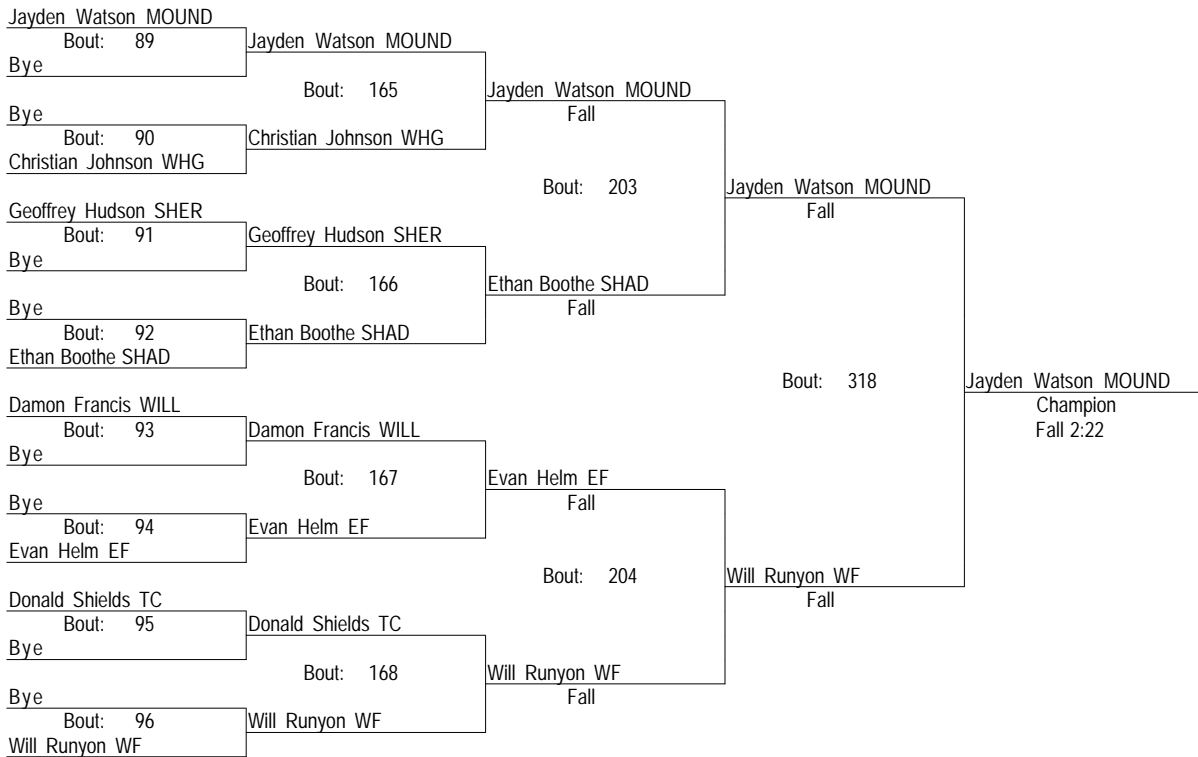 Jayden Watson MOUND
Bout: 89
Jayden Watson MOUND
Bye
Bout: 165
Jayden Watson MOUND
Bye
Fall
Bout: 90
Christian Johnson WHG
Christian Johnson WHG
Bout: 203
Jayden Watson MOUND
Geoffrey Hudson SHER
Fall
Bout: 91
Geoffrey Hudson SHER
Bye
Bout: 166
Ethan Boothe SHAD
Bye
Fall
Bout: 92
Ethan Boothe SHAD
Ethan Boothe SHAD
Bout: 318
Jayden Watson MOUND
Damon Francis WILL
Champion
Bout: 93
Damon Francis WILL
Fall 2:22
Bye
Bout: 167
Evan Helm EF
Bye
Fall
Bout: 94
Evan Helm EF
Evan Helm EF
Bout: 204
Will Runyon WF
Donald Shields TC
Fall
Bout: 95
Donald Shields TC
Bye
Bout: 168
Will Runyon WF
Bye
Fall
Bout: 96
Will Runyon WF
Will Runyon WF